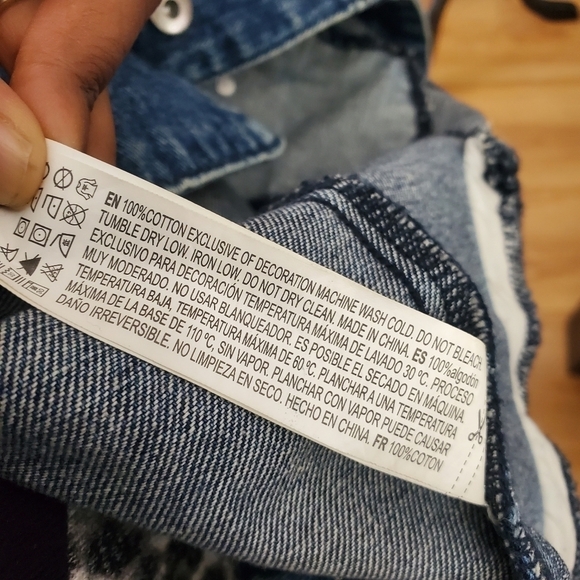 EN 100%COTTON EXCLUSIVE OF DECORATION MACHINE WASH COLD. DO NOT BLEACH.
TUMBLE DRY LOW. IRON LOW. DO NOT DRY CLEAN. MADE IN CHINA. ES 100%algodón
EXCLUSIVO PARA DECORACIÓN TEMPERATURA MÁXIMA DE LAVADO 30 ºC. PROCESO
MUY MODERADO. NO USAR BLANQUEADOR. ES POSIBLE EL SECADO EN MÁQUINA.
TEMPERATURA BAJA, TEMPERATURA MÁXIMA DE 60 ºC. PLANCHAR A UNA TEMPERATURA
MÁXIMA DE LA BASE DE 110 ºC, SIN VAPOR. PLANCHAR CON VAPOR PUEDE CAUSAR
DAÑO IRREVERSIBLE. NO LIMPIEZA EN SECO. HECHO EN CHINA. FR 100%COTON